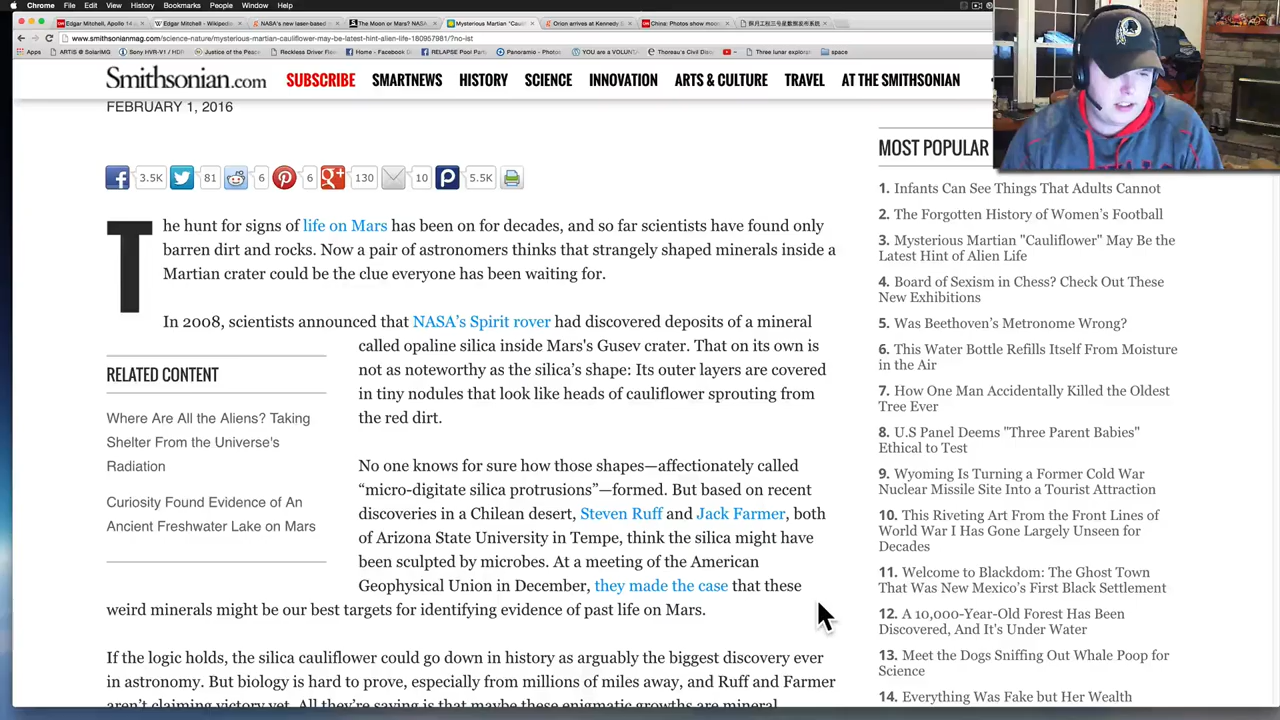 Chrome File Edit View History Bookmarks People Window Help
Edgar Mitchell, Apollo 14
Edgar Mitchell - Wikipedia
NASA's new laser-based
The Moon or Mars? NASA
Mysterious Martian "Caul
Orion arrives at Kennedy
China: Photos show moon
www.smithsonianmag.com/science-nature/mysterious-martian-cauliflower-may-be-latest-hint-alien-life-180957981/?no-ist
Apps ARTIS @ SolarIMG Sony HVR-V1 / HDR- Justice of the Peace Reckless Driver Fla Home - Facebook D RELAPSE Pool Part Panoramio - Photos YOU are a VOLUNT Thoreau's Civil Disc Three lunar explora space
Smithsonian.com SUBSCRIBE SMARTNEWS HISTORY SCIENCE INNOVATION ARTS & CULTURE TRAVEL AT THE SMITHSONIAN
FEBRUARY 1, 2016
3.5K 81 6 6 130 10 5.5K
The hunt for signs of life on Mars has been on for decades, and so far scientists have found only
barren dirt and rocks. Now a pair of astronomers thinks that strangely shaped minerals inside a
Martian crater could be the clue everyone has been waiting for.
In 2008, scientists announced that NASA's Spirit rover had discovered deposits of a mineral
called opaline silica inside Mars's Gusev crater. That on its own is
not as noteworthy as the silica's shape: Its outer layers are covered
in tiny nodules that look like heads of cauliflower sprouting from
the red dirt.
RELATED CONTENT
Where Are All the Aliens? Taking
Shelter From the Universe's
Radiation
Curiosity Found Evidence of An
Ancient Freshwater Lake on Mars
No one knows for sure how those shapes—affectionately called
“micro-digitate silica protrusions”—formed. But based on recent
discoveries in a Chilean desert, Steven Ruff and Jack Farmer, both
of Arizona State University in Tempe, think the silica might have
been sculpted by microbes. At a meeting of the American
Geophysical Union in December, they made the case that these
weird minerals might be our best targets for identifying evidence of past life on Mars.
If the logic holds, the silica cauliflower could go down in history as arguably the biggest discovery ever
in astronomy. But biology is hard to prove, especially from millions of miles away, and Ruff and Farmer
aren't claiming victory yet. All they're saying is that maybe these enigmatic growths are mineral
MOST POPULAR
1. Infants Can See Things That Adults Cannot
2. The Forgotten History of Women's Football
3. Mysterious Martian "Cauliflower" May Be the
Latest Hint of Alien Life
4. Board of Sexism in Chess? Check Out These
New Exhibitions
5. Was Beethoven's Metronome Wrong?
6. This Water Bottle Refills Itself From Moisture
in the Air
7. How One Man Accidentally Killed the Oldest
Tree Ever
8. U.S Panel Deems "Three Parent Babies"
Ethical to Test
9. Wyoming Is Turning a Former Cold War
Nuclear Missile Site Into a Tourist Attraction
10. This Riveting Art From the Front Lines of
World War I Has Gone Largely Unseen for
Decades
11. Welcome to Blackdom: The Ghost Town
That Was New Mexico's First Black Settlement
12. A 10,000-Year-Old Forest Has Been
Discovered, And It's Under Water
13. Meet the Dogs Sniffing Out Whale Poop for
Science
14. Everything Was Fake but Her Wealth